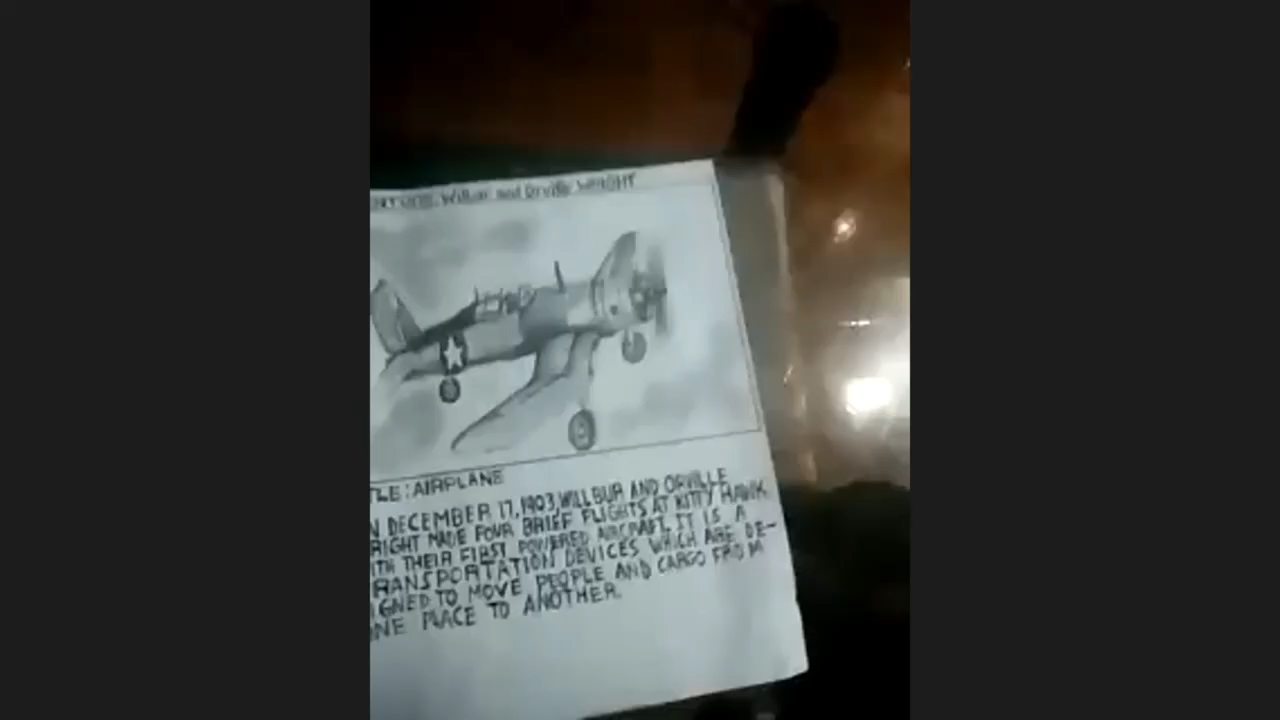 Wilbur and Orville WRIGHT
TLE: AIRPLANE
N DECEMBER 17, 1903, WILLBUR AND ORVILLE
RIGHT MADE FOUR BRIEF FLIGHTS AT KITTY HAWK
ITH THEIR FIRST POWERED AIRCRAFT. IT IS A
RANSPORTATION DEVICES WHICH ARE DE-
IGNED TO MOVE PEOPLE AND CARGO FROM
NE PLACE TO ANOTHER.